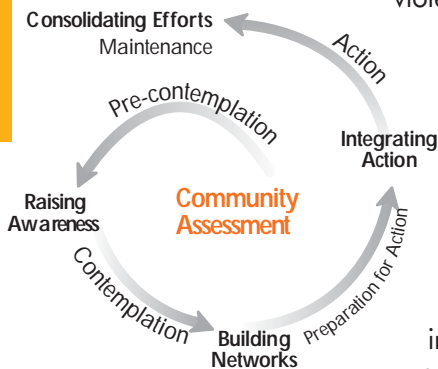 Consolidating Efforts
Maintenance
Action
Pre-contemplation
Integrating
Action
Community
Assessment
Raising
Awareness
Contemplation
Preparation for Action
Building
Networks